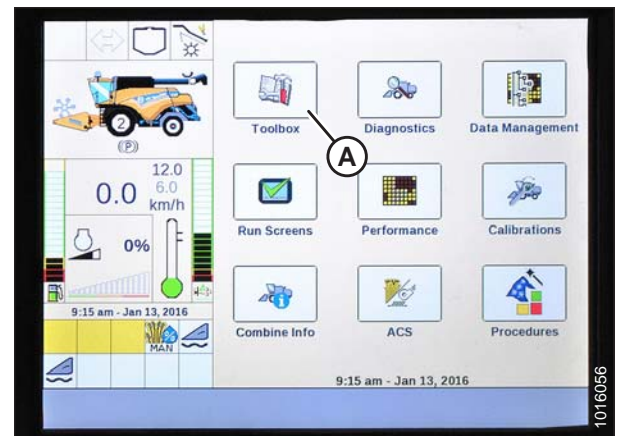 2
(P)
12.0
6.0
0.0
km/h
0%
9:15 am - Jan 13, 2016
MAN
Toolbox
Diagnostics
Data Management
A
Run Screens
Performance
Calibrations
Combine Info
ACS
Procedures
9:15 am - Jan 13, 2016
1016056